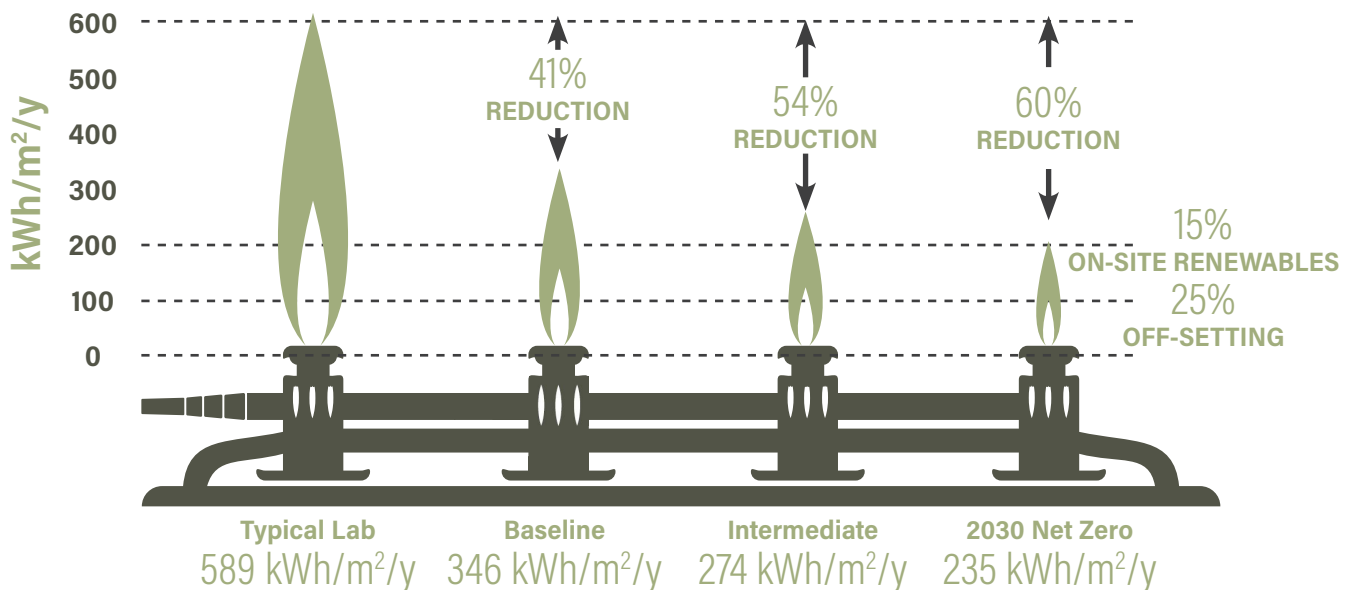 kWh/m²/y
600
500
400
300
200
100
0
41%
REDUCTION
54%
REDUCTION
60%
REDUCTION
15%
ON-SITE RENEWABLES
25%
OFF-SETTING
Typical Lab
589 kWh/m²/y
Baseline
346 kWh/m²/y
Intermediate
274 kWh/m²/y
2030 Net Zero
235 kWh/m²/y